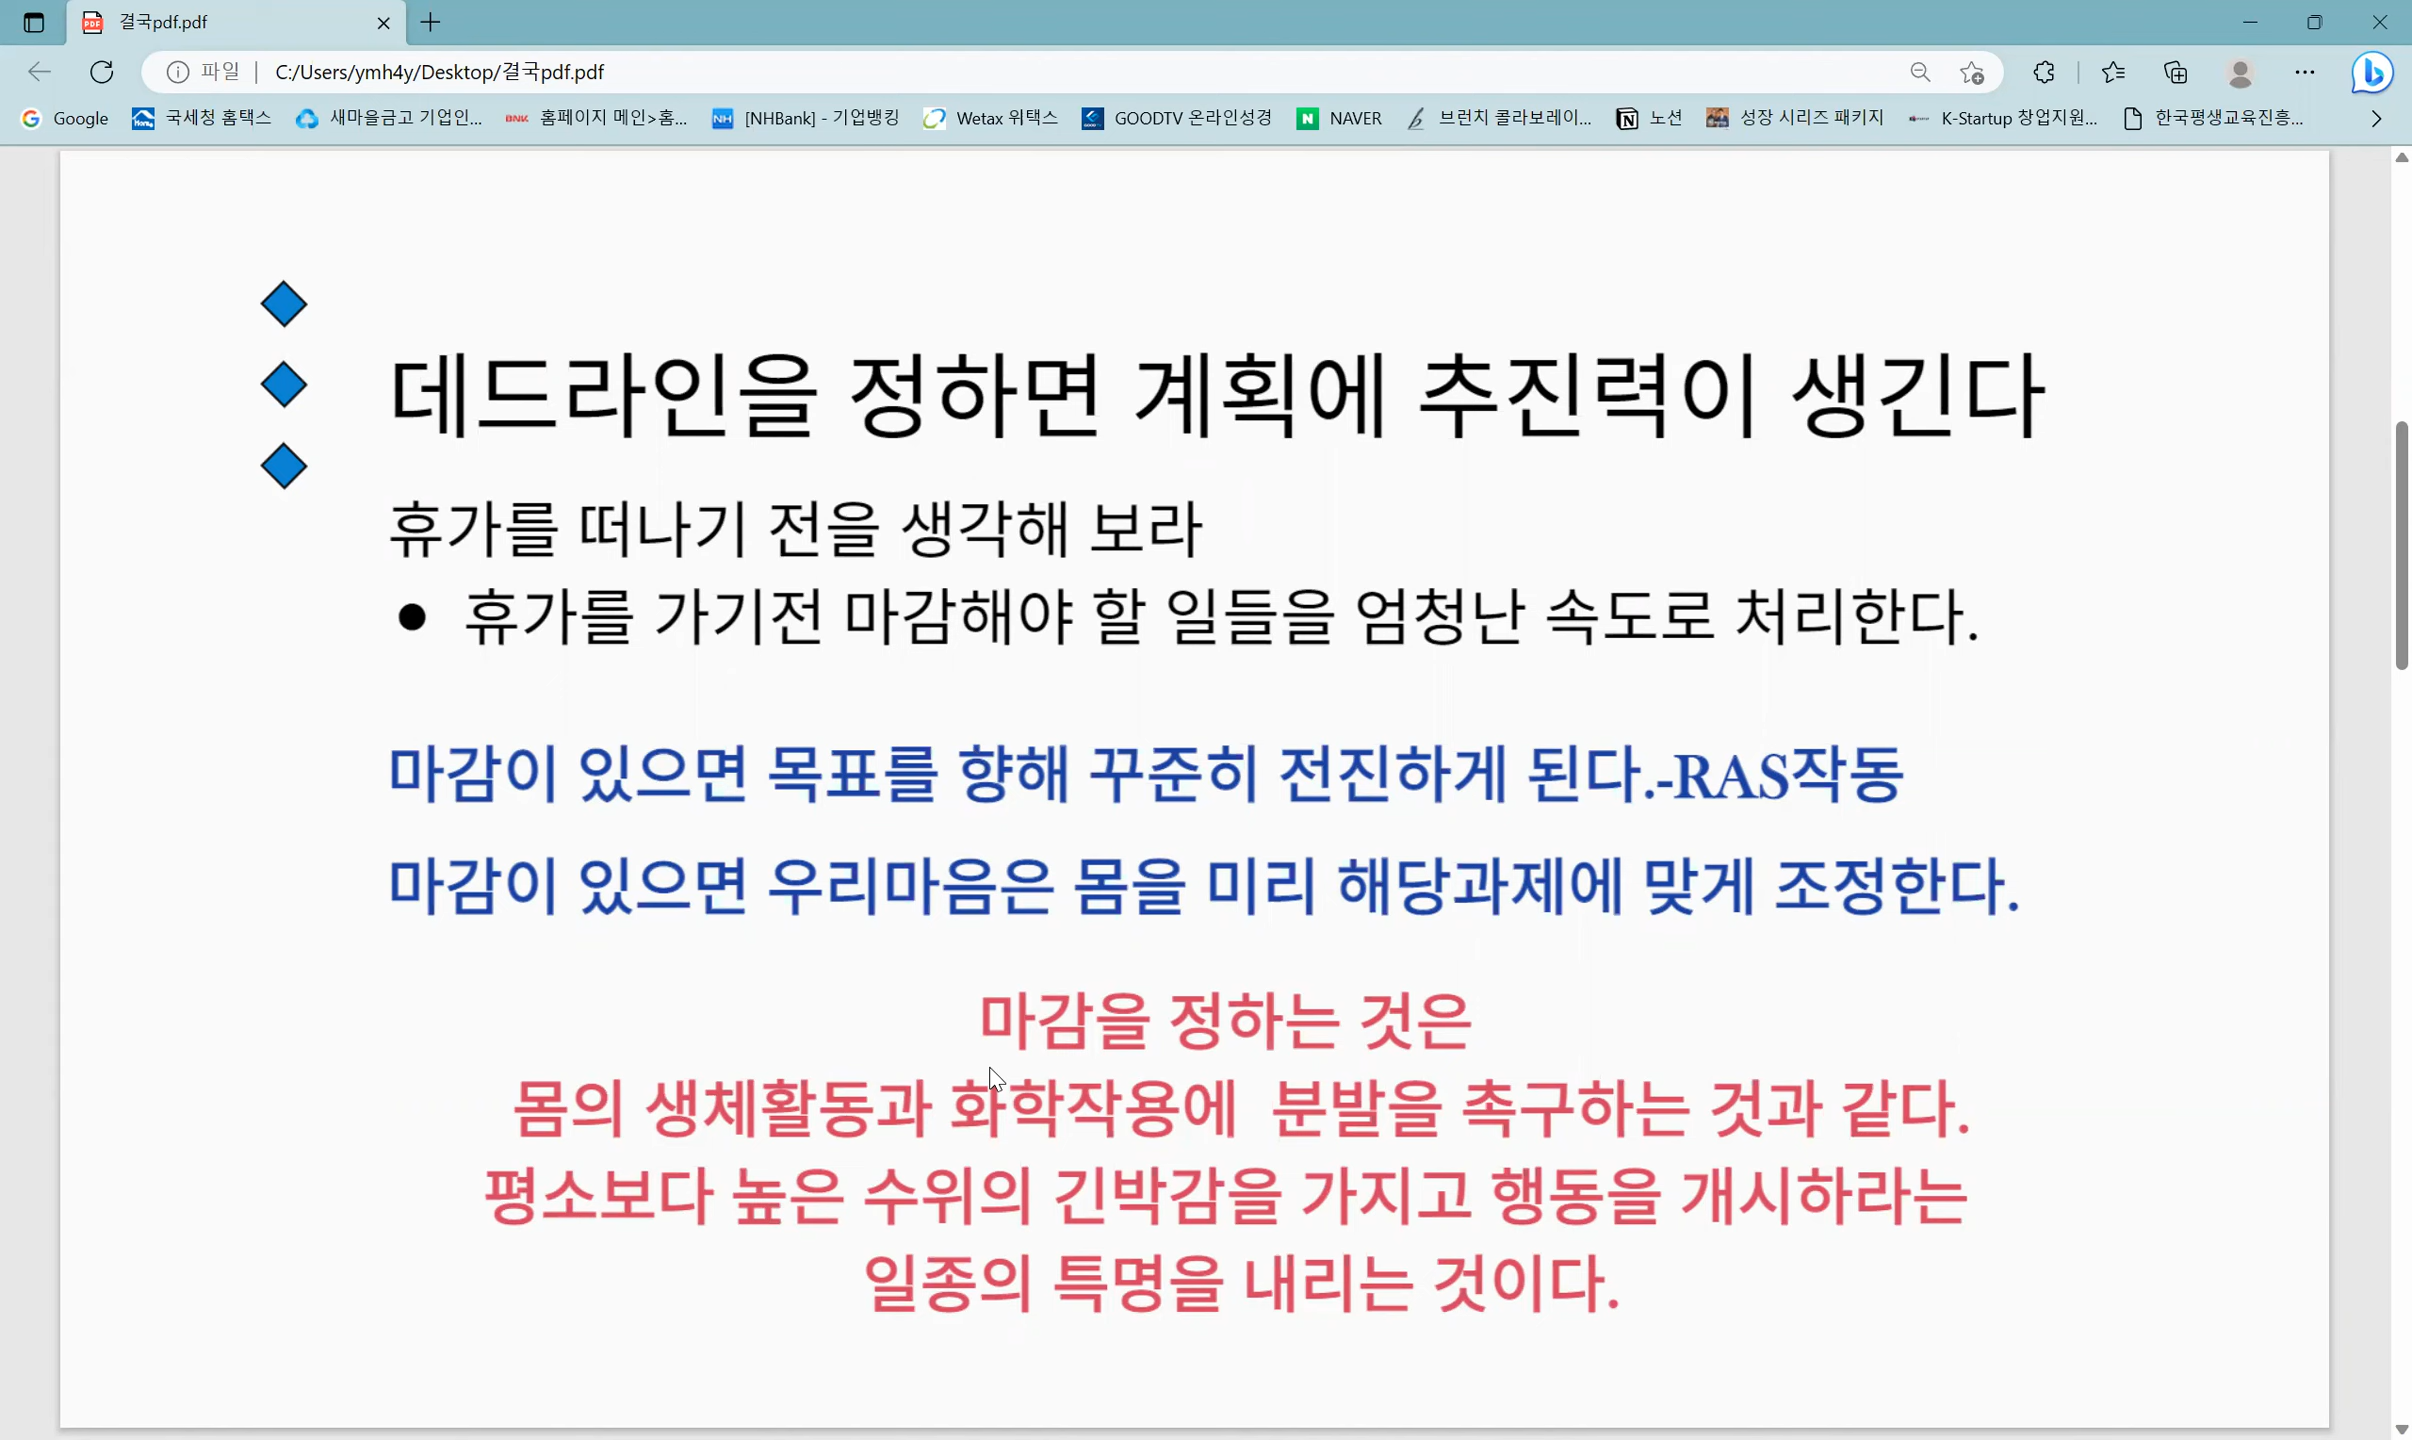 결국pdf.pdf
파일 C:/Users/ymh4y/Desktop/결국pdf.pdf
Google 국세청 홈택스 새마을금고 기업인... BNK 홈페이지 메인>홈... NH [NHBank] - 기업뱅킹 Wetax 위택스 GOODTV 온라인성경 N NAVER 브런치 콜라보레이... 노션 성장 시리즈 패키지 K-Startup 창업지원... 한국평생교육진흥...
데드라인을 정하면 계획에 추진력이 생긴다
휴가를 떠나기 전을 생각해 보라
● 휴가를 가기전 마감해야 할 일들을 엄청난 속도로 처리한다.
마감이 있으면 목표를 향해 꾸준히 전진하게 된다.-RAS작동
마감이 있으면 우리마음은 몸을 미리 해당과제에 맞게 조정한다.
마감을 정하는 것은
몸의 생체활동과 화학작용에 분발을 촉구하는 것과 같다.
평소보다 높은 수위의 긴박감을 가지고 행동을 개시하라는
일종의 특명을 내리는 것이다.